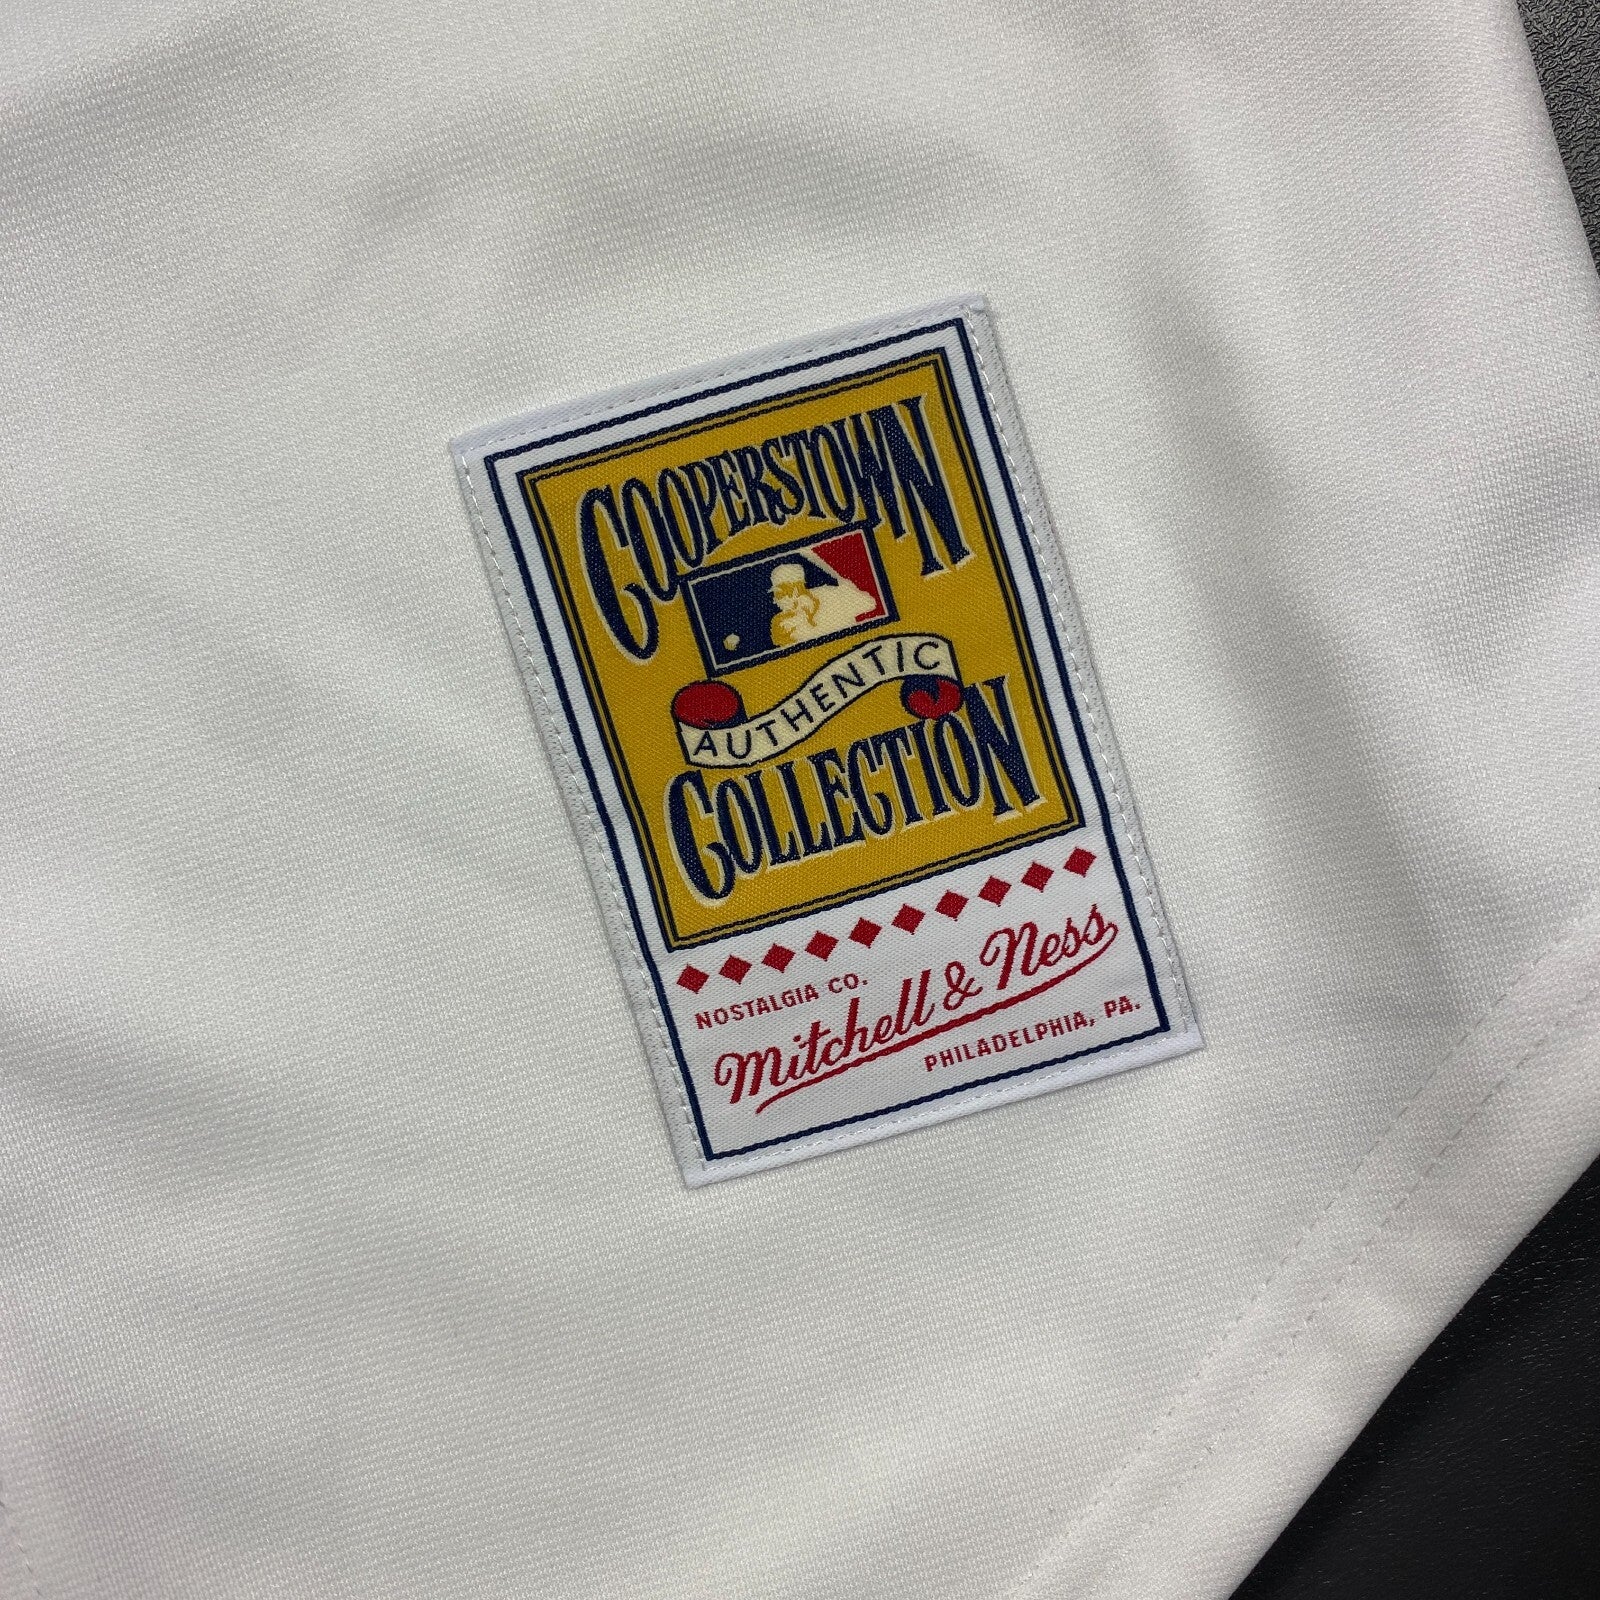 COOPERSTOWN
AUTHENTIC
COLLECTION
NOSTALGIA CO.
Mitchell & Ness
PHILADELPHIA, PA.